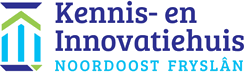 Kennis- en
Innovatiehuis
NOORDOOST FRYSLÂN